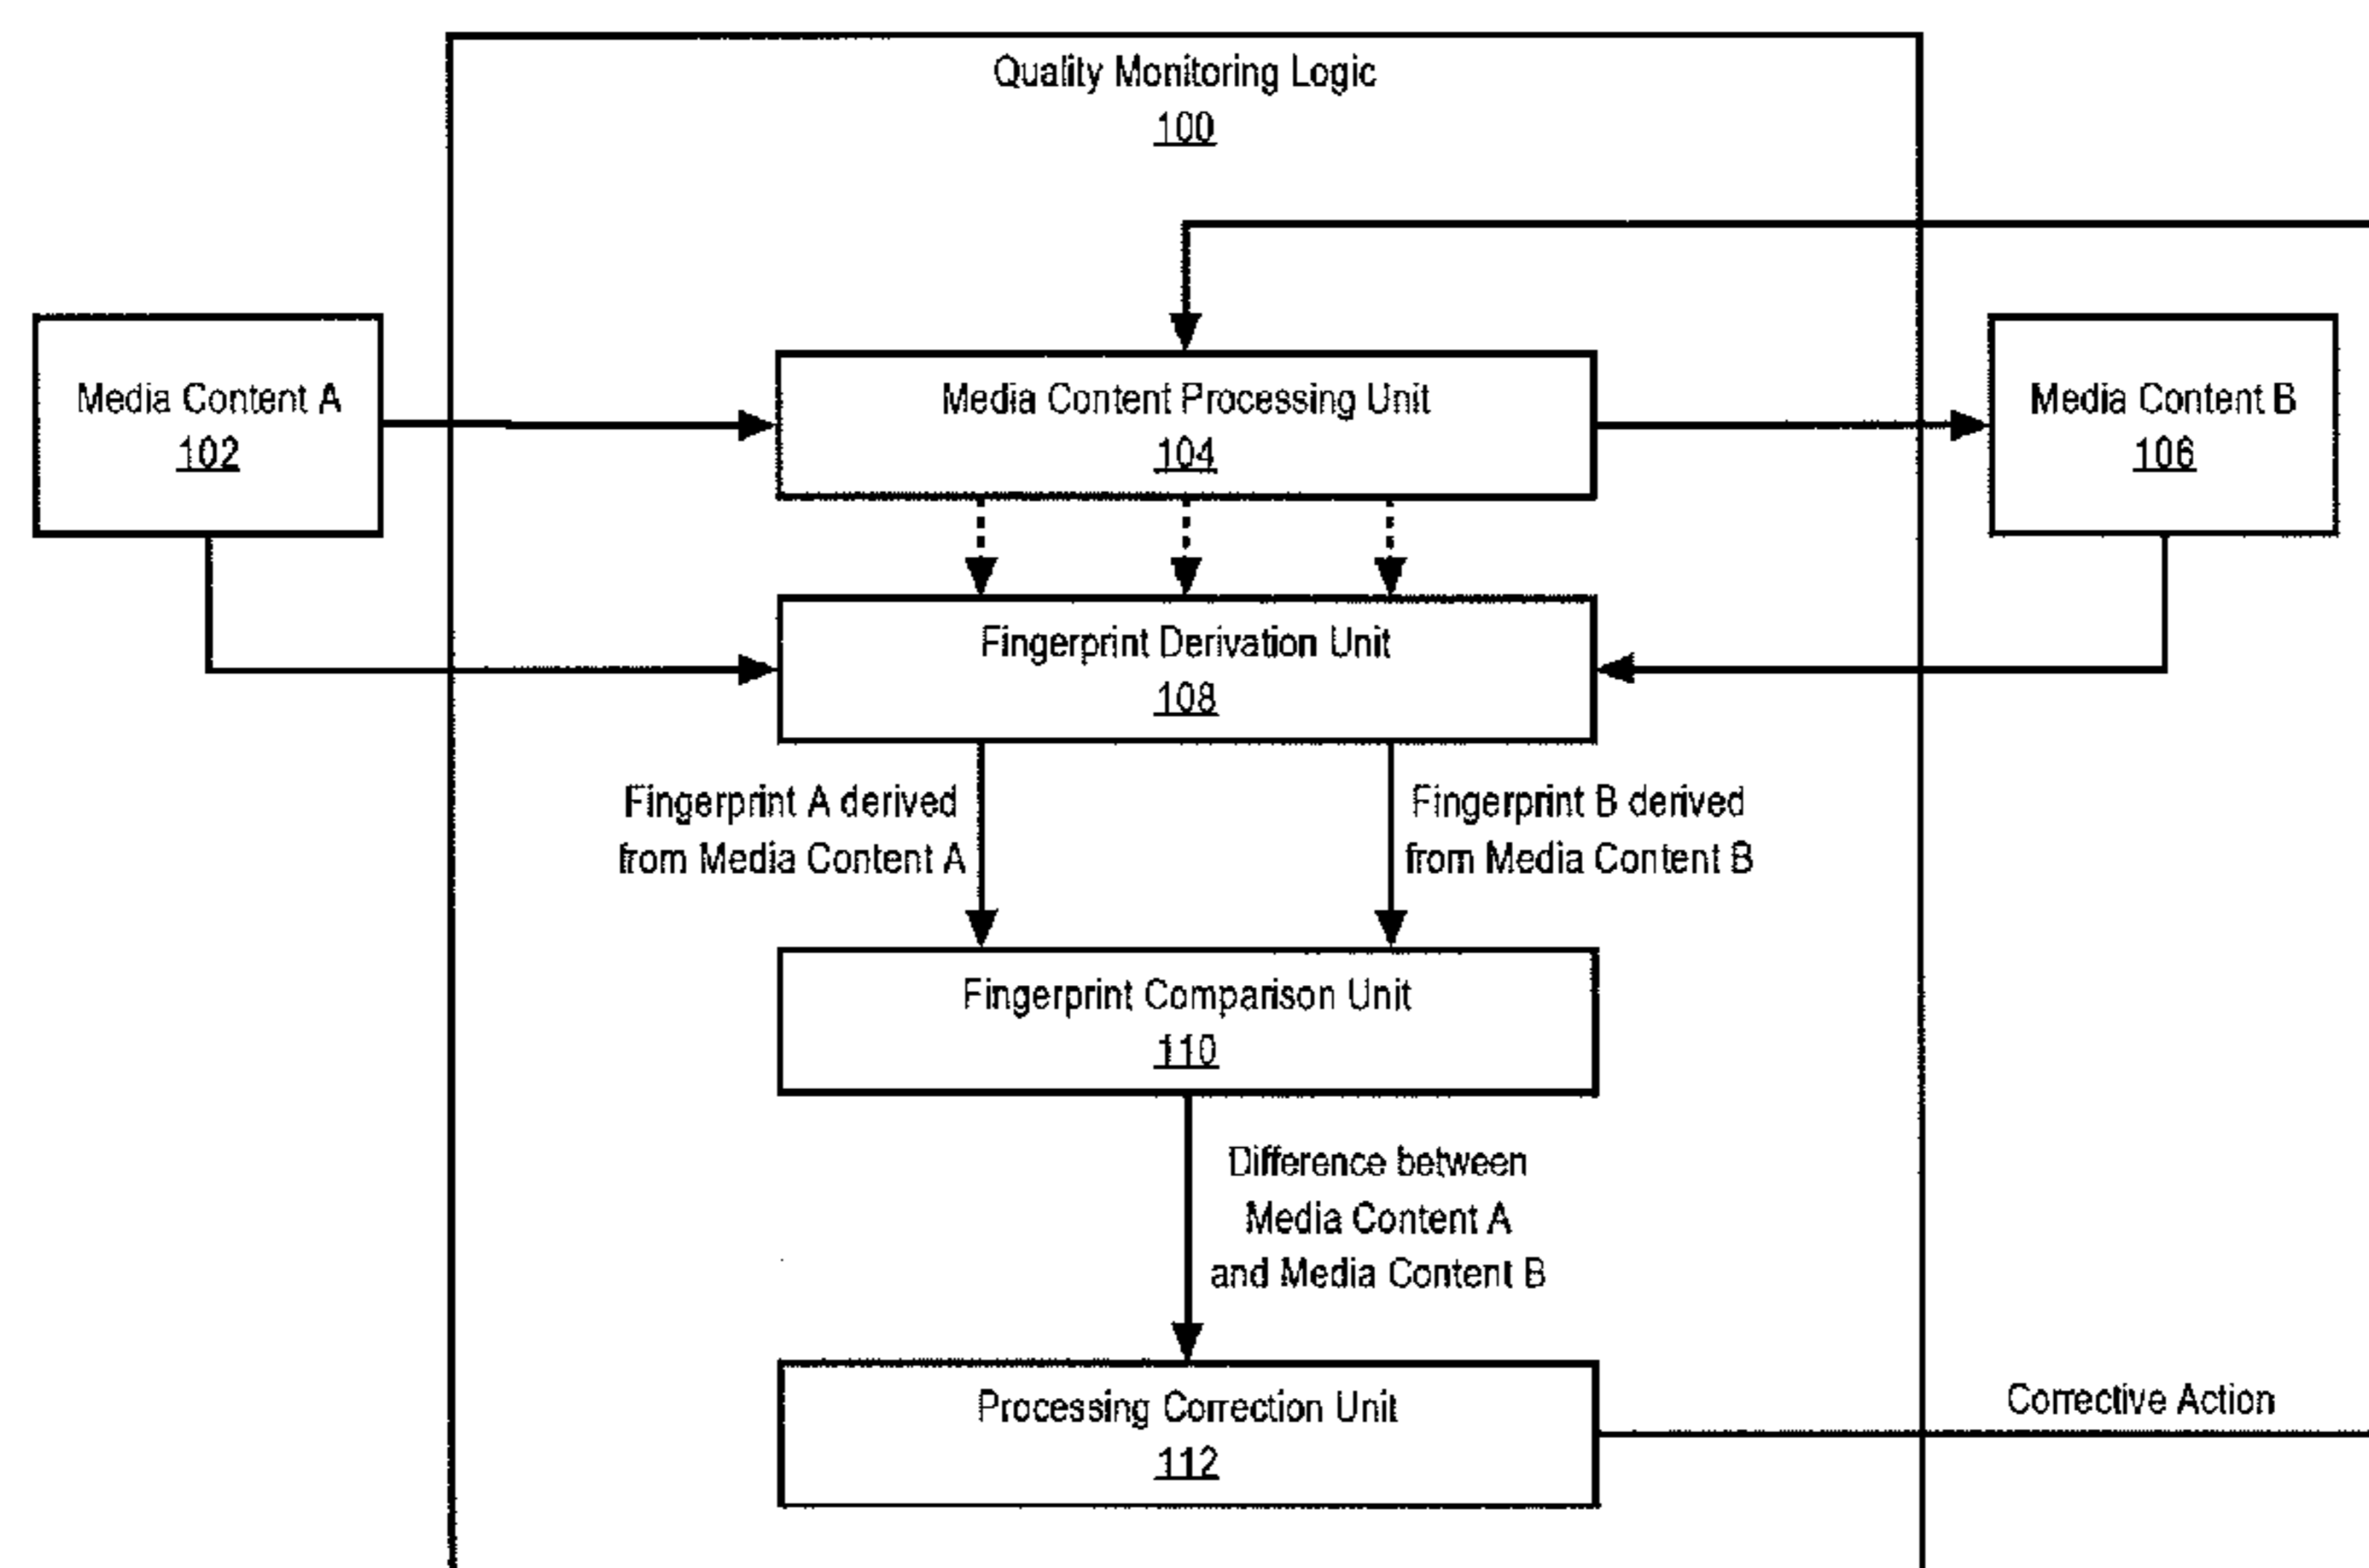 Quality Monitoring Logic
100
Media Content A
102
Media Content Processing Unit
104
Media Content B
106
Fingerprint Derivation Unit
108
Fingerprint A derived
from Media Content A
Fingerprint B derived
from Media Content B
Fingerprint Comparison Unit
110
Difference between
Media Content A
and Media Content B
Processing Correction Unit
112
Corrective Action